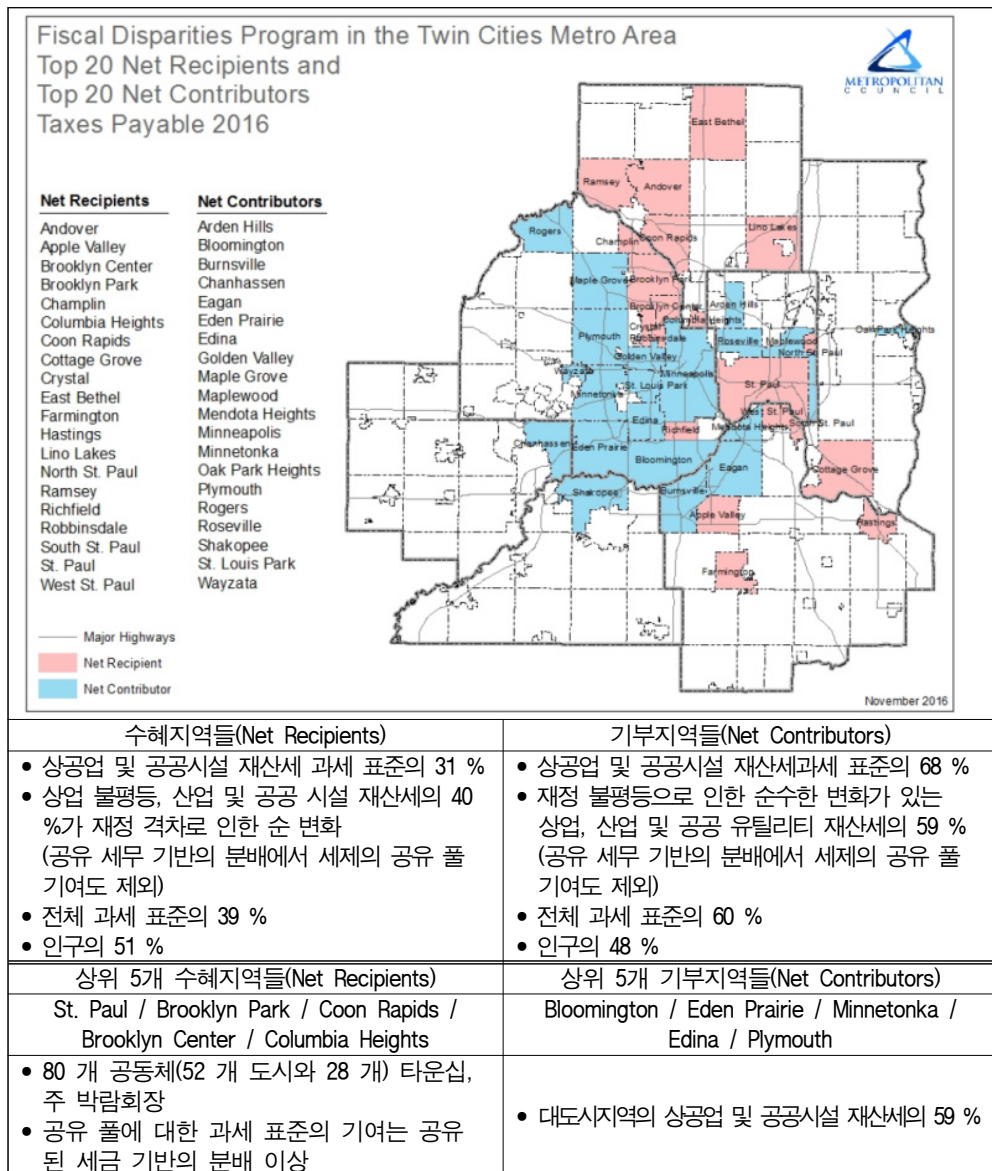 Fiscal Disparities Program in the Twin Cities Metro Area
Top 20 Net Recipients and
Top 20 Net Contributors
Taxes Payable 2016
METROPOLITAN
COUNCIL
Net Recipients
Andover
Apple Valley
Brooklyn Center
Brooklyn Park
Champlin
Columbia Heights
Coon Rapids
Cottage Grove
Crystal
East Bethel
Farmington
Hastings
Lino Lakes
North St. Paul
Ramsey
Richfield
Robbinsdale
South St. Paul
St. Paul
West St. Paul
Net Contributors
Arden Hills
Bloomington
Burnsville
Chanhassen
Eagan
Eden Prairie
Edina
Golden Valley
Maple Grove
Maplewood
Mendota Heights
Minneapolis
Minnetonka
Oak Park Heights
Plymouth
Rogers
Roseville
Shakopee
St. Louis Park
Wayzata
East Bethel
Ramsey
Andover
Rogers
Champlin
Coon Rapids
Lino Lakes
Maple Grove
Brooklyn Park
Brooklyn Center
Arden Hills
Columbia Heights
Crystal
Robbinsdale
Plymouth
Roseville
Maplewood
Oak Park Heights
North St. Paul
Golden Valley
Minneapolis
Wayzata
St. Louis Park
Minnetonka
St. Paul
West St. Paul
Edina
Richfield
Mendota Heights
South St. Paul
Chanhassen
Eden Prairie
Bloomington
Eagan
Cottage Grove
Shakopee
Burnsville
Apple Valley
Hastings
Farmington
Major Highways
Net Recipient
Net Contributor
November 2016
수혜지역들(Net Recipients)
• 상공업 및 공공시설 재산세 과세 표준의 31 %
• 상업 불평등, 산업 및 공공 시설 재산세의 40
%가 재정 격차로 인한 순 변화
(공유 세무 기반의 분배에서 세제의 공유 풀
기여도 제외)
• 전체 과세 표준의 39 %
• 인구의 51 %
기부지역들(Net Contributors)
• 상공업 및 공공시설 재산세과세 표준의 68 %
• 재정 불평등으로 인한 순수한 변화가 있는
상업, 산업 및 공공 유틸리티 재산세의 59 %
(공유 세무 기반의 분배에서 세제의 공유 풀
기여도 제외)
• 전체 과세 표준의 60 %
• 인구의 48 %
상위 5개 수혜지역들(Net Recipients)
St. Paul / Brooklyn Park / Coon Rapids /
Brooklyn Center / Columbia Heights
상위 5개 기부지역들(Net Contributors)
Bloomington / Eden Prairie / Minnetonka /
Edina / Plymouth
• 80 개 공동체(52 개 도시와 28 개) 타운십,
주 박람회장
• 공유 풀에 대한 과세 표준의 기여는 공유
된 세금 기반의 분배 이상
• 대도시지역의 상공업 및 공공시설 재산세의 59 %